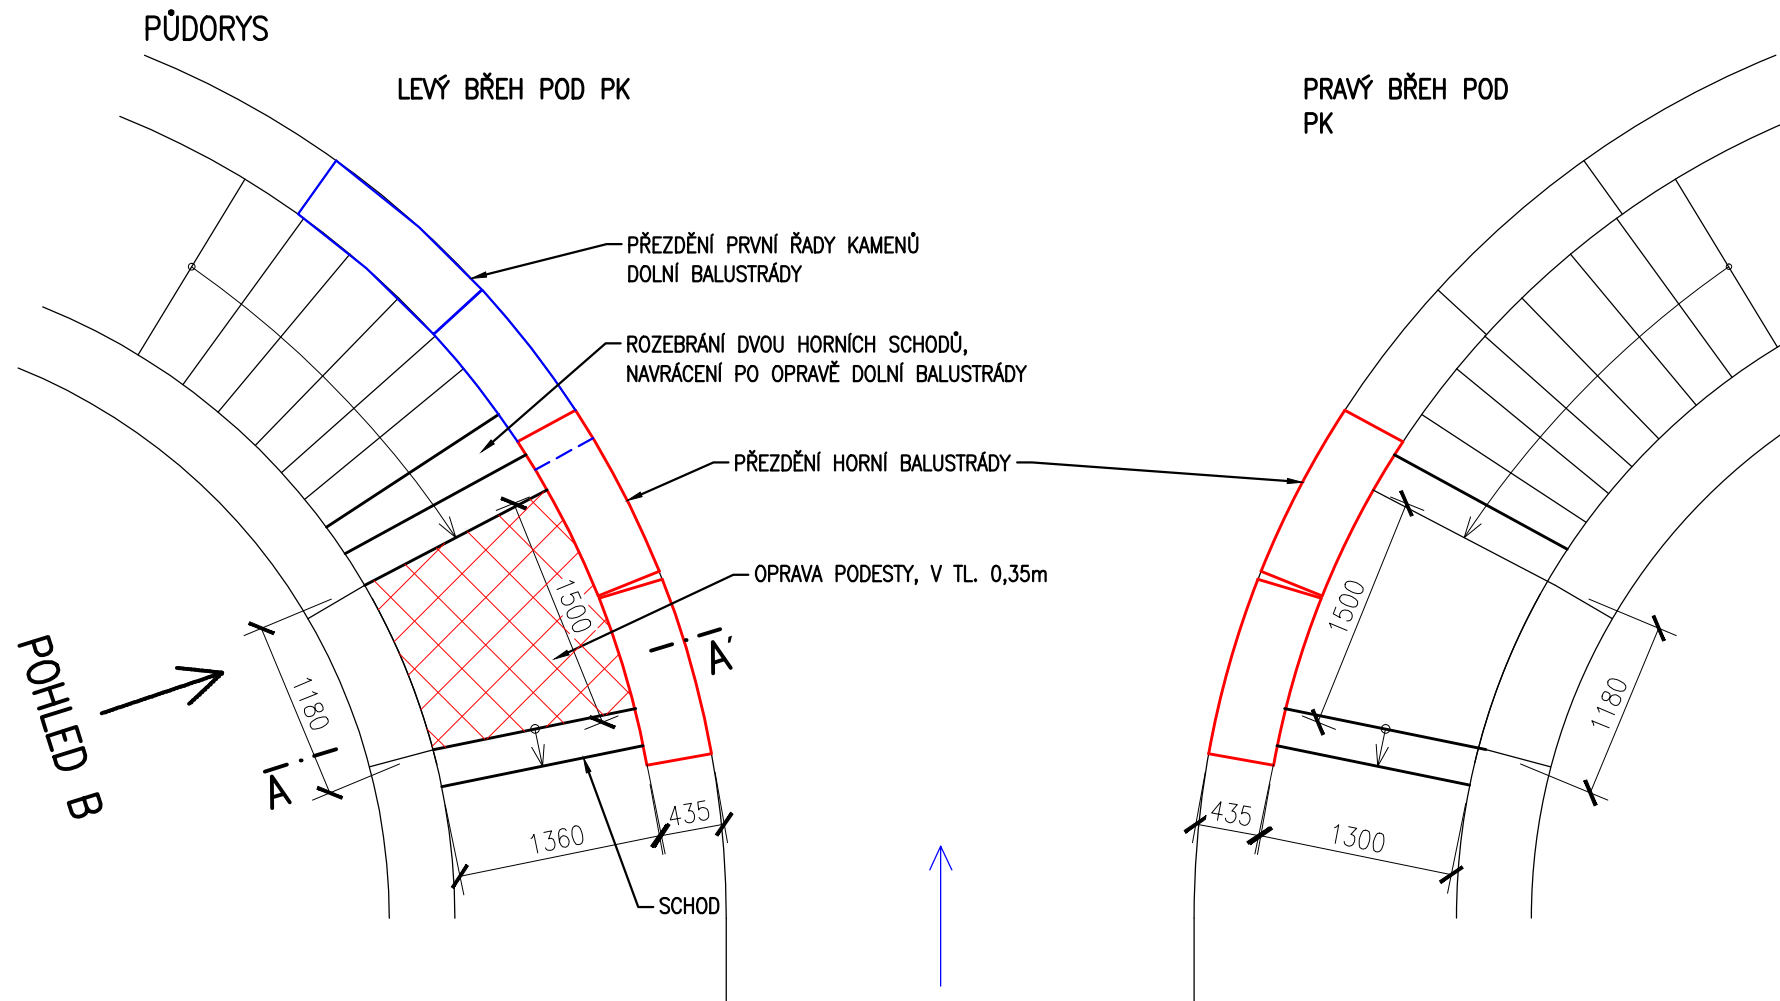 PŮDORYS
LEVÝ BŘEH POD PK
PRAVÝ BŘEH POD
PK
PŘEZDĚNÍ PRVNÍ ŘADY KAMENŮ
DOLNÍ BALUSTRÁDY
ROZEBRÁNÍ DVOU HORNÍCH SCHODŮ,
NAVRÁCENÍ PO OPRAVĚ DOLNÍ BALUSTRÁDY
PŘEZDĚNÍ HORNÍ BALUSTRÁDY
OPRAVA PODESTY, V TL. 0,35m
1500
1500
A'
POHLED B
1180
1180
A
1360
435
435
1300
SCHOD